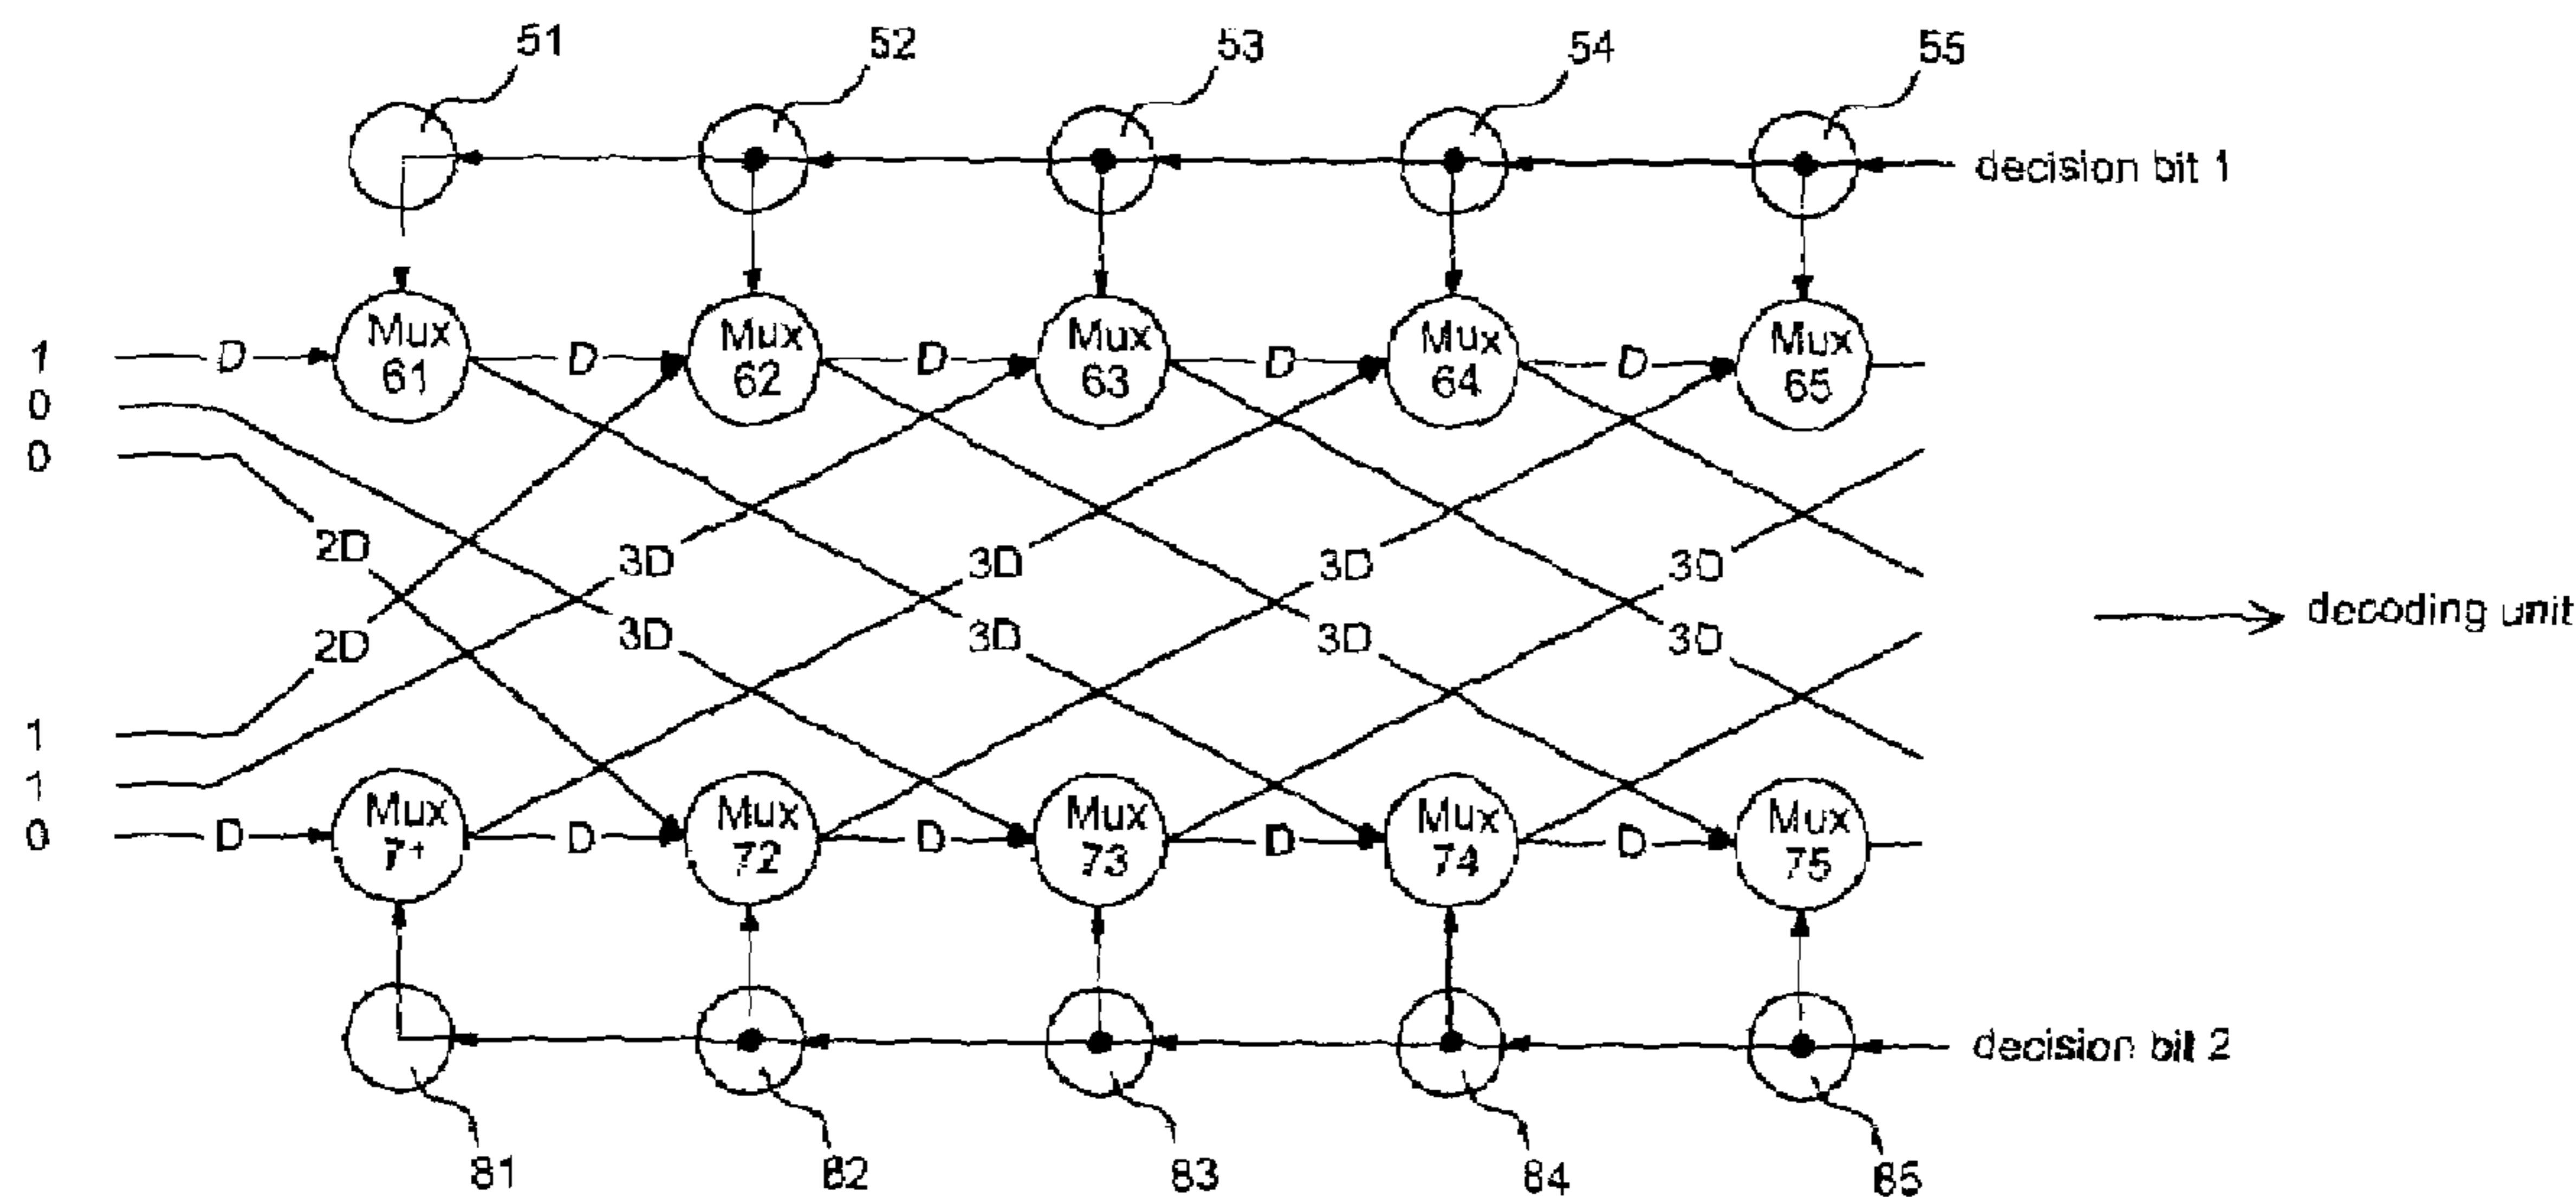 51 52 53 54 55
decision bit 1
Mux 61
Mux 62
Mux 63
Mux 64
Mux 65
1 D D D D D
0
0
2D 3D 3D 3D 3D
decoding unit
2D 3D 3D 3D 3D
1
1
Mux 71
Mux 72
Mux 73
Mux 74
Mux 75
0 D D D D D
decision bit 2
81 82 83 84 85